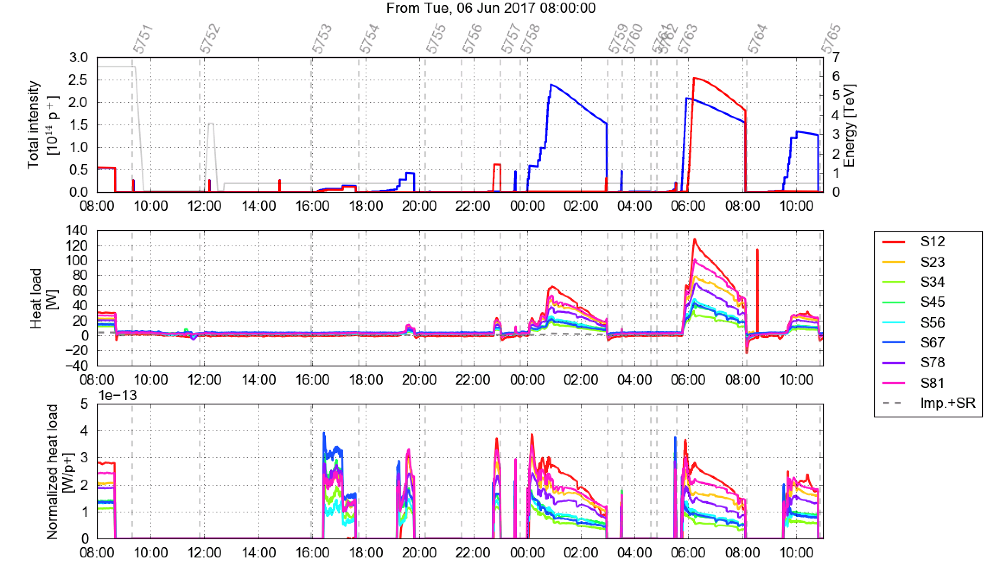 From Tue, 06 Jun 2017 08:00:00
5751 5752 5753 5754 5755 5756 5757 5758 5759 5760 5761 5762 5763 5764 5765
Total intensity
[10¹⁴ p⁺]
3.0
2.5
2.0
1.5
1.0
0.5
0.0
7
6
5
4
3
2
1
0
Energy [TeV]
08:00 10:00 12:00 14:00 16:00 18:00 20:00 22:00 00:00 02:00 04:00 06:00 08:00 10:00
Heat load
[W]
140
120
100
80
60
40
20
0
−20
−40
08:00 10:00 12:00 14:00 16:00 18:00 20:00 22:00 00:00 02:00 04:00 06:00 08:00 10:00
S12
S23
S34
S45
S56
S67
S78
S81
Imp.+SR
1e−13
Normalized heat load
[W/p+]
5
4
3
2
1
0
08:00 10:00 12:00 14:00 16:00 18:00 20:00 22:00 00:00 02:00 04:00 06:00 08:00 10:00